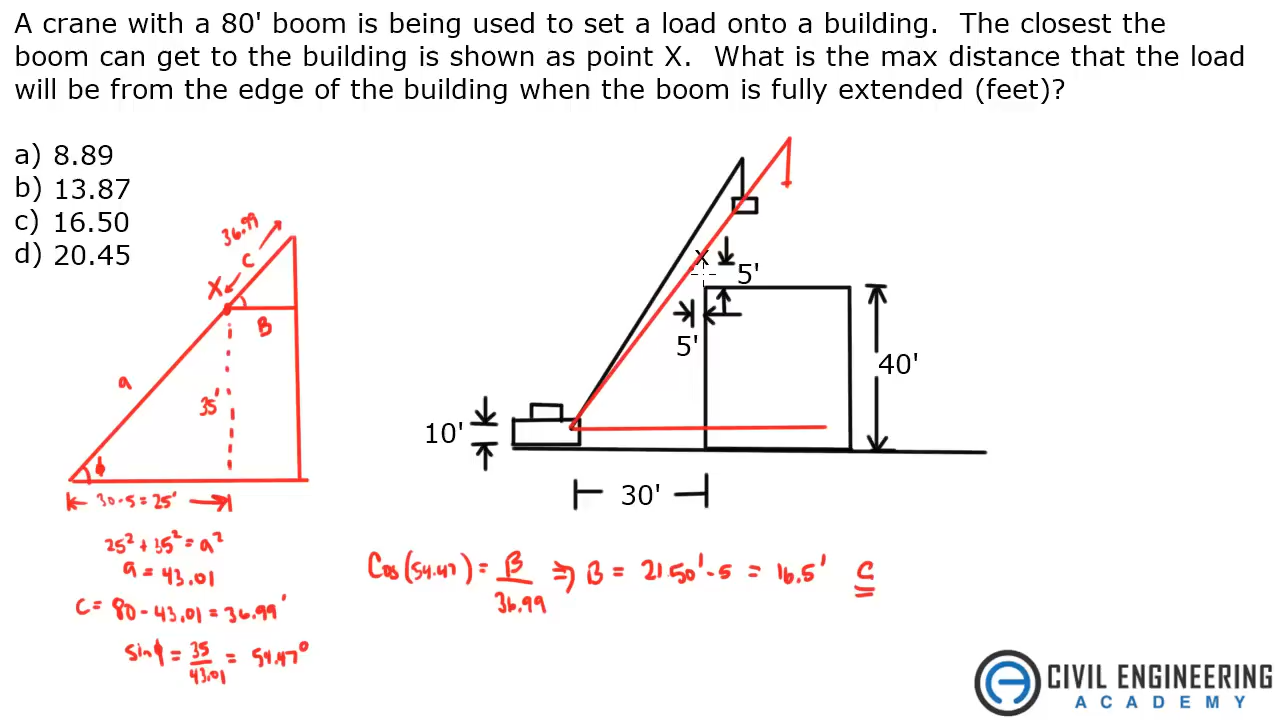 A crane with a 80' boom is being used to set a load onto a building. The closest the
boom can get to the building is shown as point X. What is the max distance that the load
will be from the edge of the building when the boom is fully extended (feet)?
a) 8.89
b) 13.87
c) 16.50
d) 20.45
36.99
C
X
B
a
35'
ϕ
30-5=25'
25² + 35² = a²
a = 43.01
C = 80 - 43.01 = 36.99'
sin ϕ = 35/43.01 = 54.47°
X
5'
5'
40'
10'
30'
Cos(54.47) = B/36.99 ⇒ B = 21.50' - 5 = 16.5' C
CIVIL ENGINEERING
ACADEMY